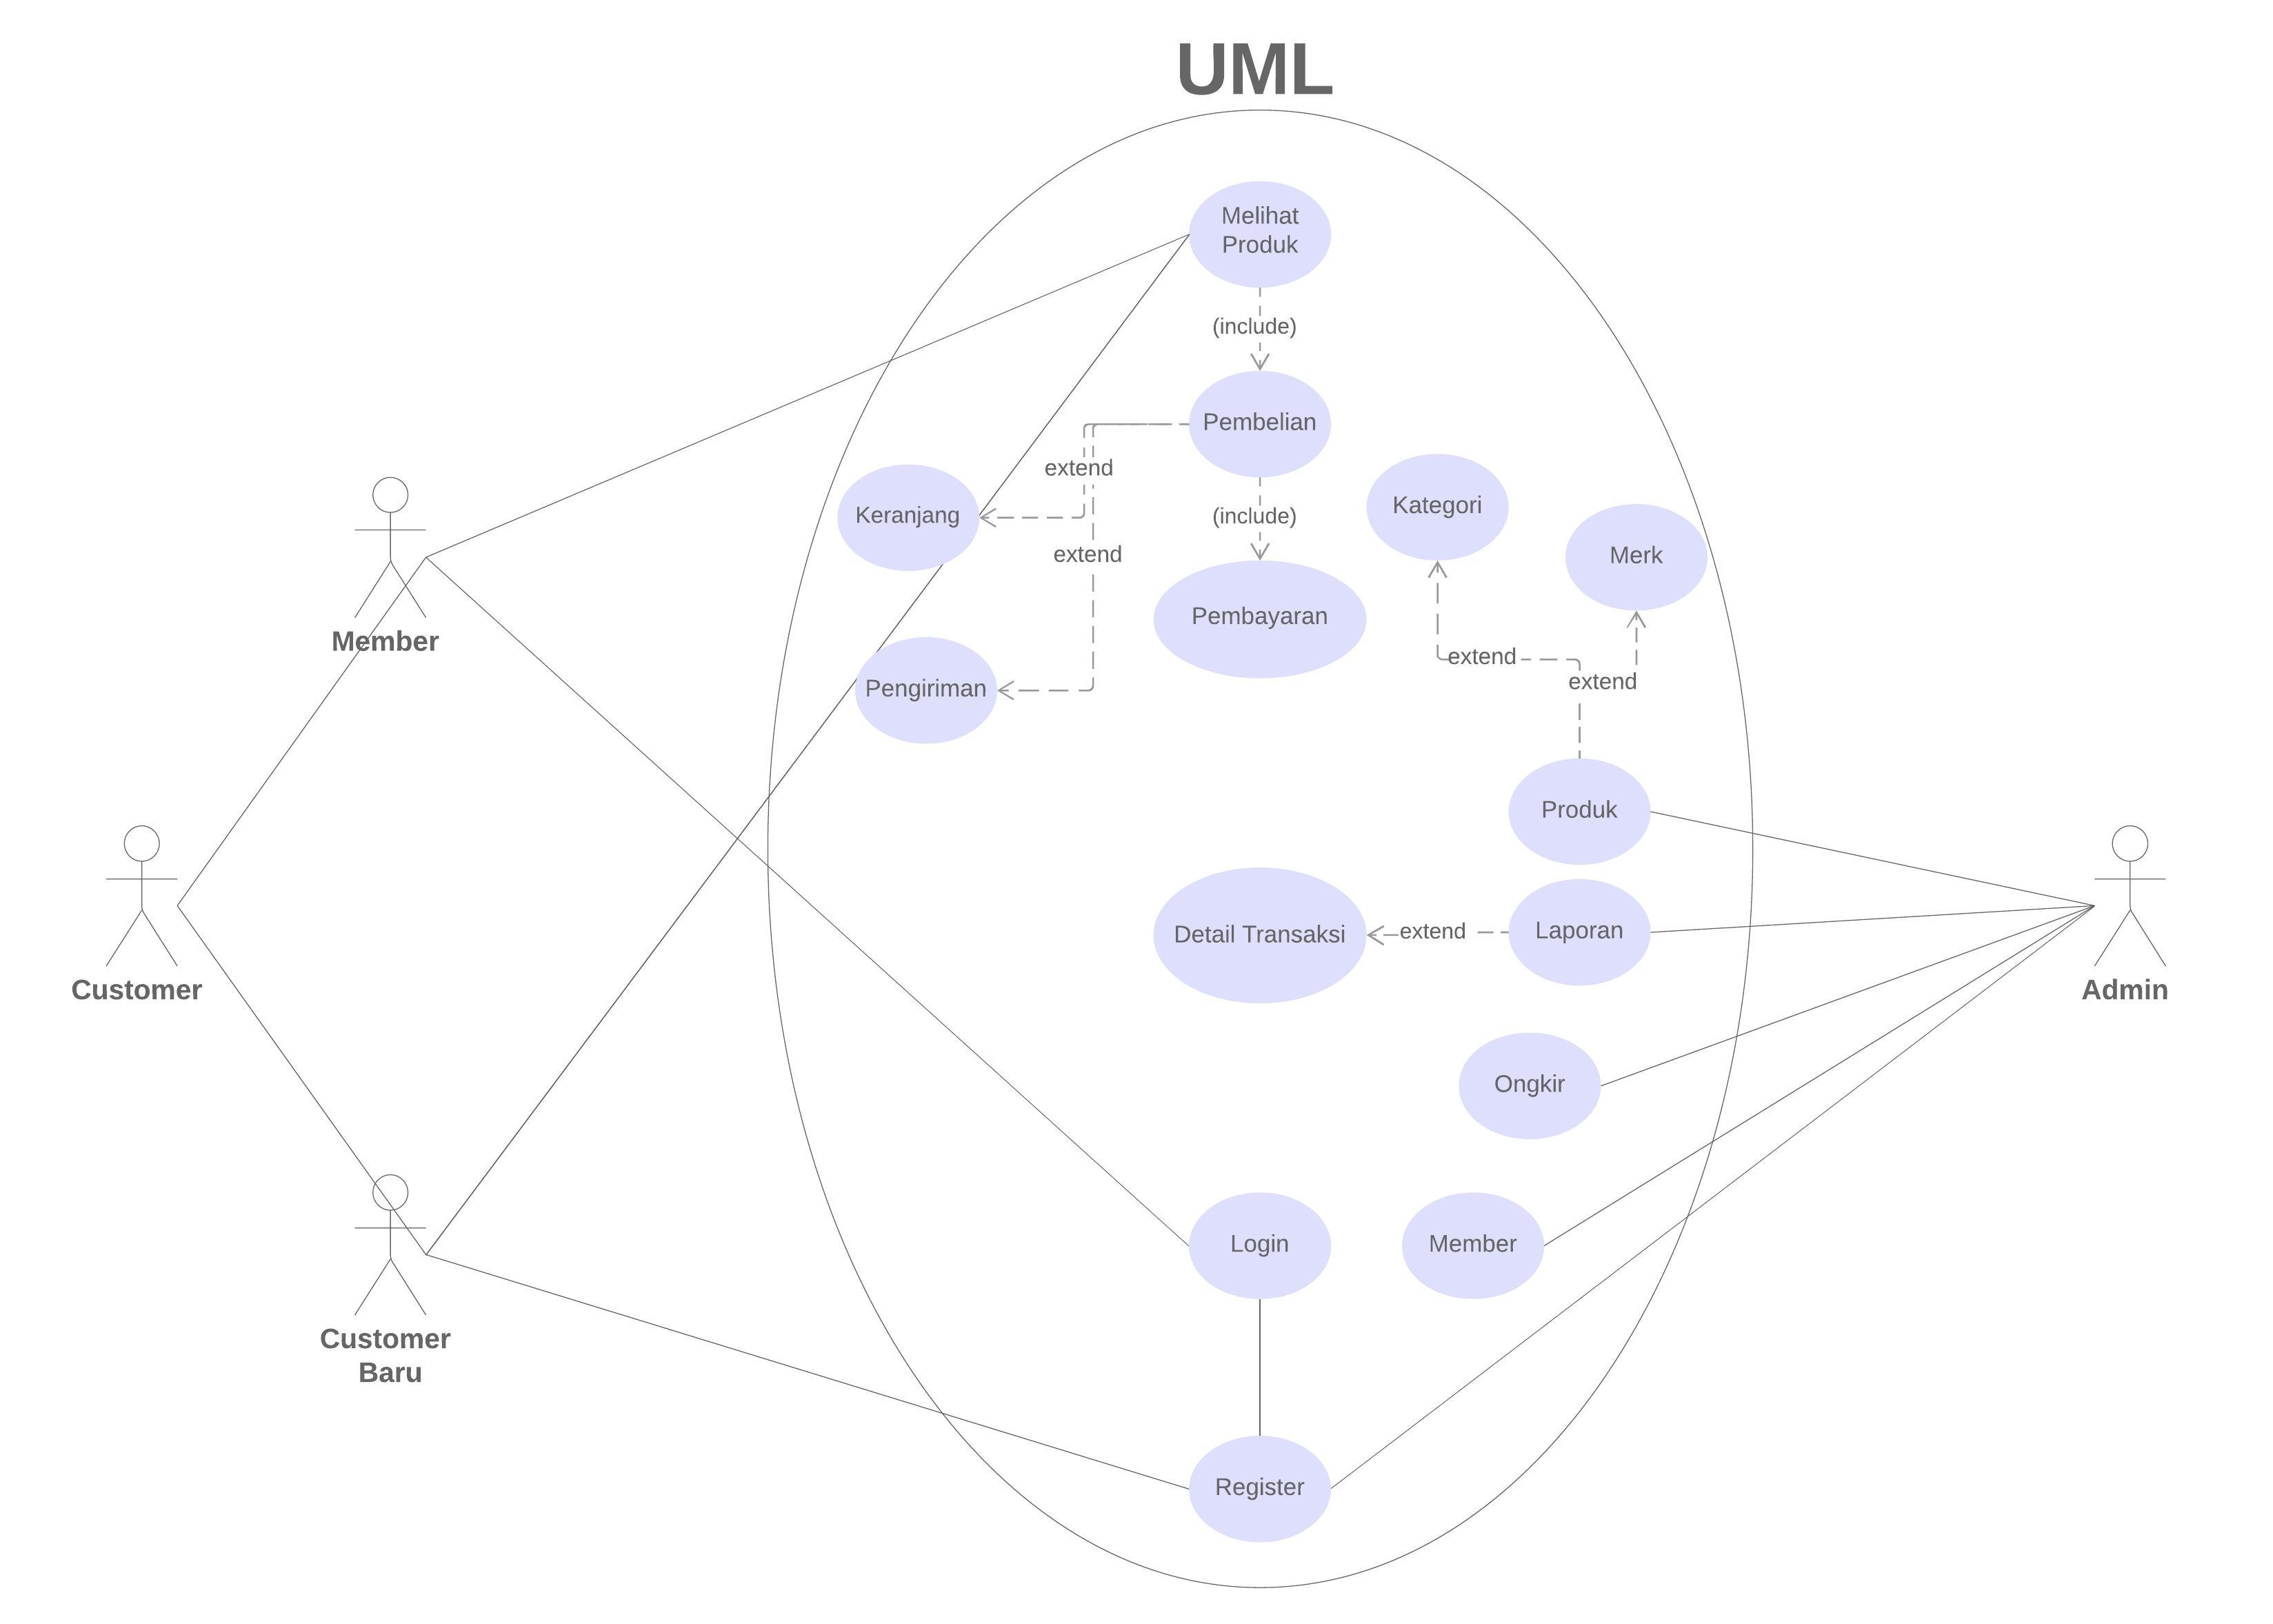 UML
Melihat
Produk
(include)
Pembelian
extend
Keranjang
(include)
Kategori
Merk
extend
Pembayaran
Member
extend
extend
Pengiriman
Produk
Customer
Detail Transaksi
extend
Laporan
Admin
Ongkir
Login
Member
Customer
Baru
Register